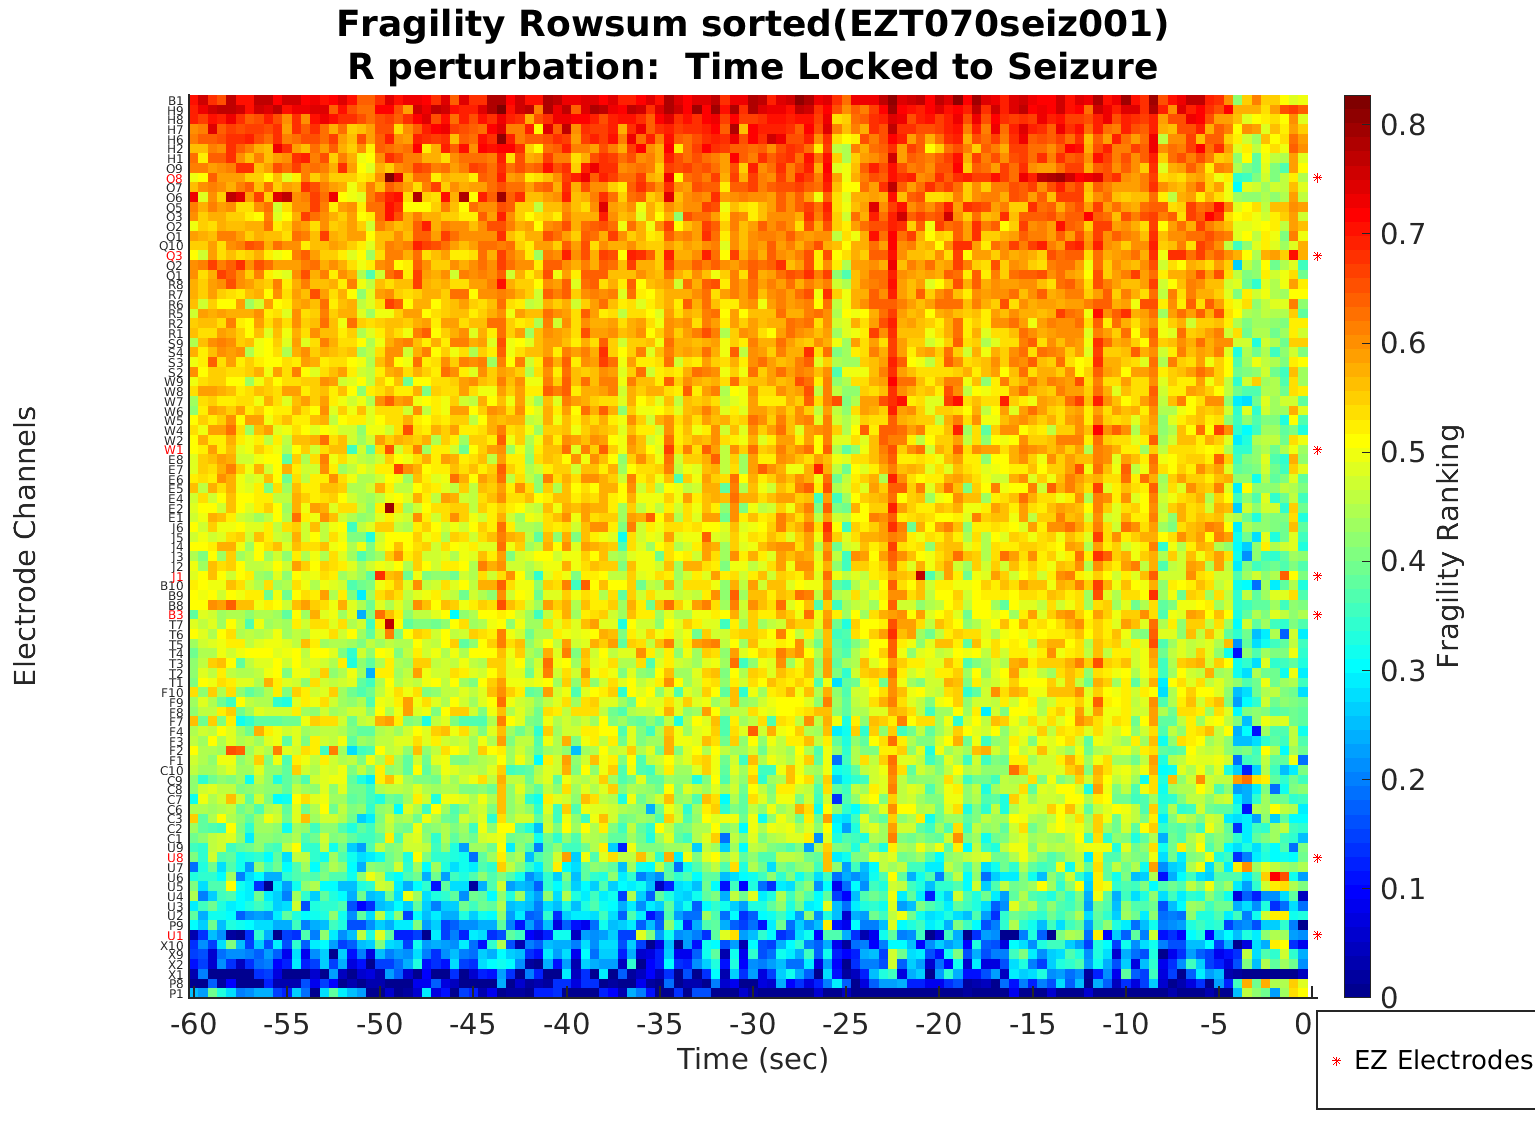 Fragility Rowsum sorted(EZT070seiz001)
R perturbation:  Time Locked to Seizure
Electrode Channels
B1
H9
H8
H7
H6
H2
H1
O9
O8
O7
O6
O5
O3
O2
O1
Q10
Q3
Q2
Q1
R8
R7
R6
R5
R2
R1
S9
S4
S3
S2
W9
W8
W7
W6
W5
W4
W2
W1
E8
E7
E6
E5
E4
E2
E1
I6
I5
I4
I3
I2
I1
B10
B9
B8
B3
T7
T6
T5
T4
T3
T2
T1
F10
F9
F8
F7
F4
F3
F2
F1
C10
C9
C8
C7
C6
C3
C2
C1
U9
U8
U7
U6
U5
U4
U3
U2
P9
U1
X10
X9
X2
X1
P8
P1
-60 -55 -50 -45 -40 -35 -30 -25 -20 -15 -10 -5 0
Time (sec)
0.8
0.7
0.6
0.5
0.4
0.3
0.2
0.1
0
Fragility Ranking
EZ Electrodes